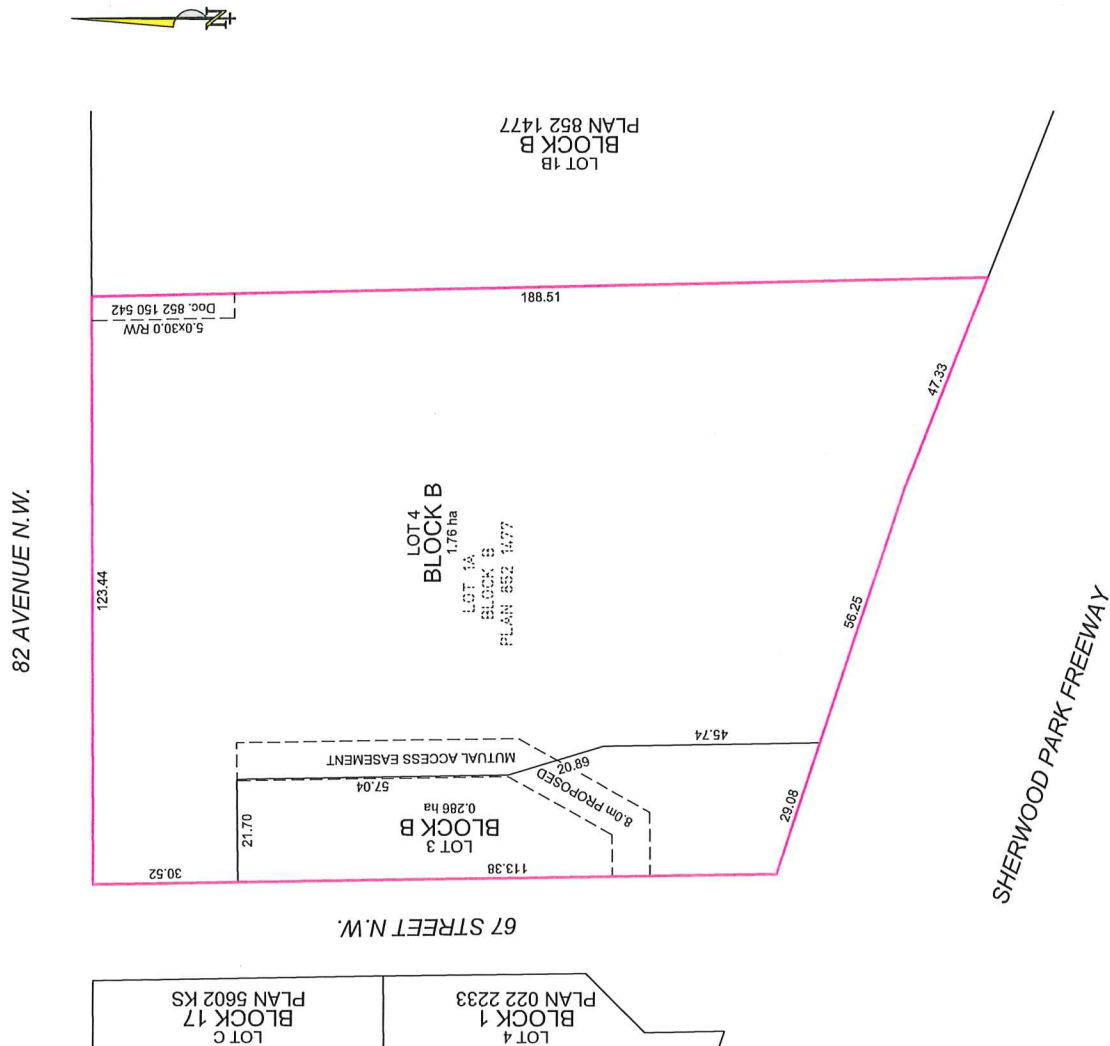 N
LOT 1B
BLOCK B
PLAN 852 1477
Doc. 852 150 542
5.0x30.0 R/W
188.51
47.33
82 AVENUE N.W.
123.44
LOT 4
BLOCK B
1.76 ha
LOT 1A
BLOCK B
PLAN 852 1477
56.25
SHERWOOD PARK FREEWAY
MUTUAL ACCESS EASEMENT
45.74
20.89
57.04
8.0m PROPOSED
LOT 3
BLOCK B
0.286 ha
21.70
29.08
30.52
113.38
67 STREET N.W.
LOT C
BLOCK 17
PLAN 5602 KS
LOT 4
BLOCK 1
PLAN 022 2233